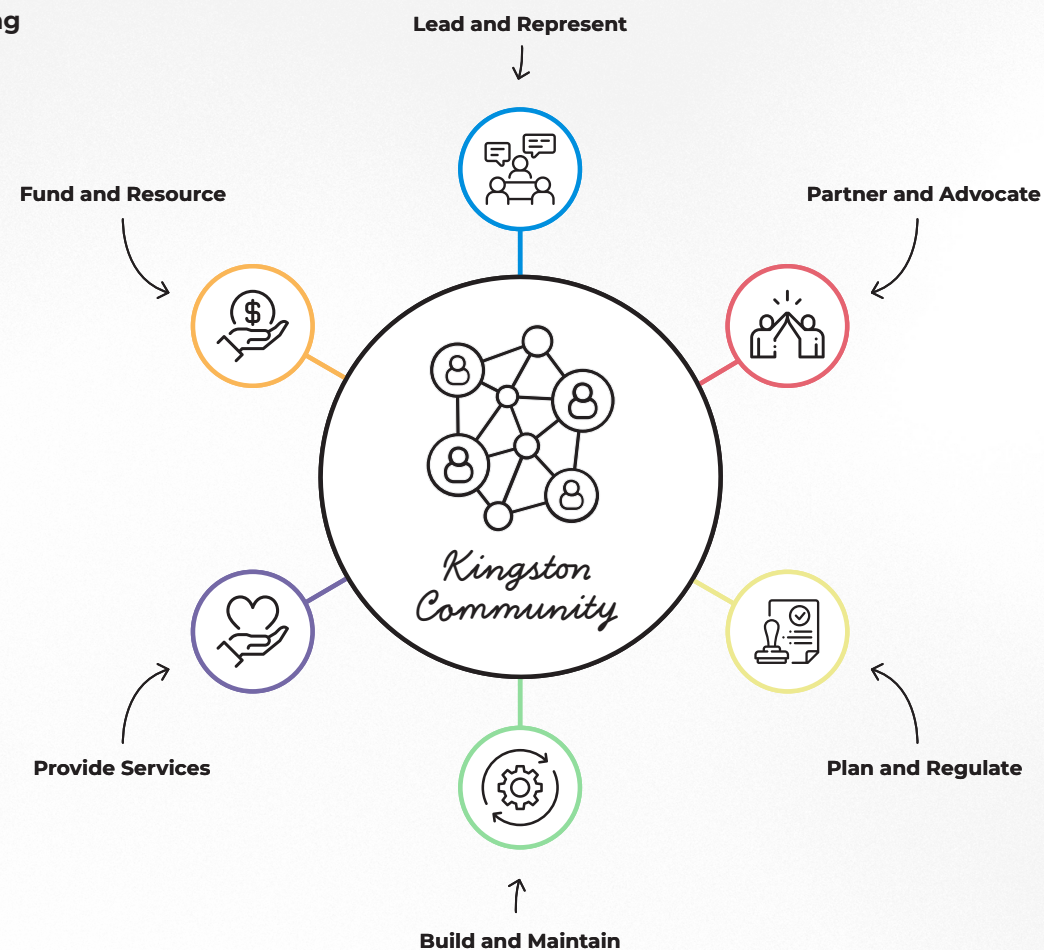 Lead and Represent
Fund and Resource
Partner and Advocate
$
Kingston
Community
Provide Services
Plan and Regulate
Build and Maintain